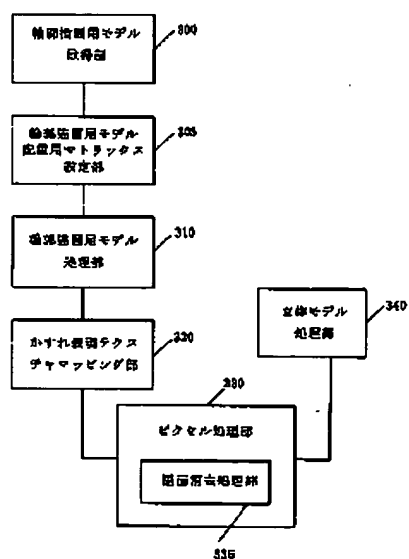 輪郭描画用モデル
取得部
300
輪郭描画用モデル
配置用マトリックス
設定部
305
輪郭描画用モデル
処理部
310
かすれ表現テクス
チャマッピング部
320
立体モデル
処理部
340
330
ピクセル処理部
陰面消去処理部
335